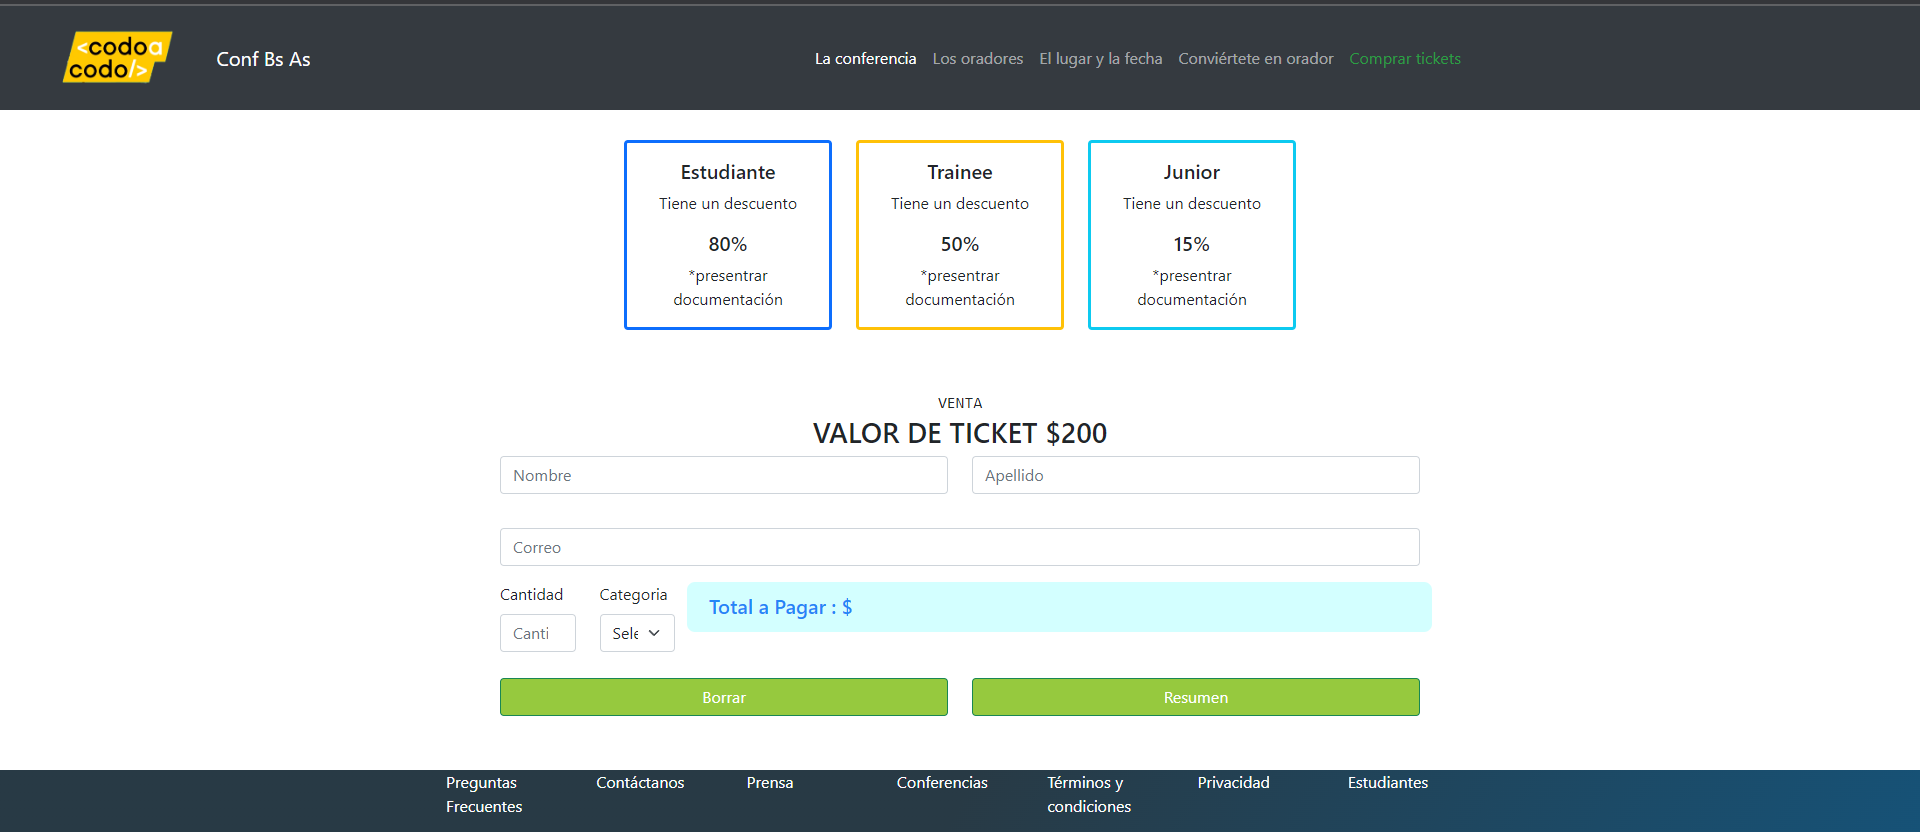 <codo a
codo/>
Conf Bs As
La conferencia Los oradores El lugar y la fecha Conviértete en orador Comprar tickets
Estudiante
Tiene un descuento
80%
*presentrar
documentación
Trainee
Tiene un descuento
50%
*presentrar
documentación
Junior
Tiene un descuento
15%
*presentrar
documentación
VENTA
VALOR DE TICKET $200
Nombre
Apellido
Correo
Cantidad
Canti
Categoria
Sele
Total a Pagar : $
Borrar
Resumen
Preguntas
Frecuentes
Contáctanos
Prensa
Conferencias
Términos y
condiciones
Privacidad
Estudiantes